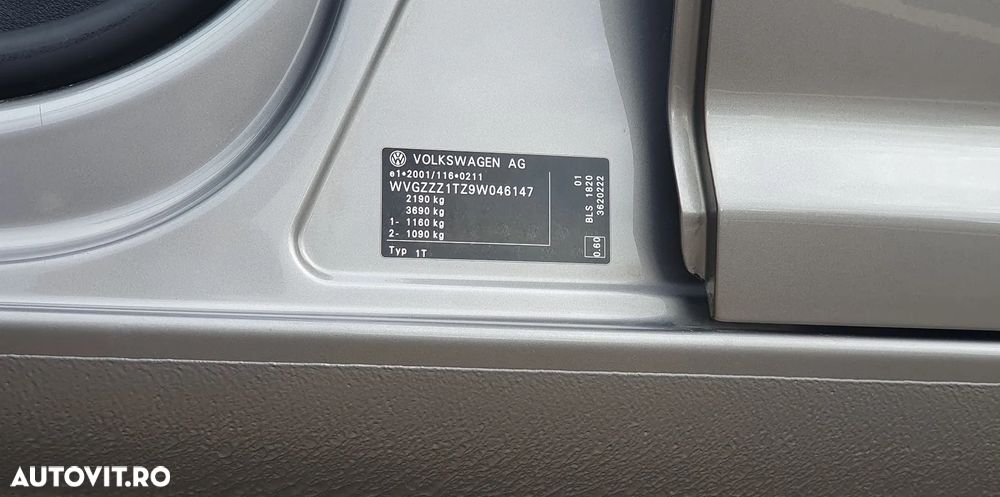 VOLKSWAGEN AG
e1*2001/116*0211
WVGZZZ1TZ9W046147
2190 kg
3690 kg
1- 1160 kg
2- 1090 kg
Typ 1T
01
BLS 1820
3620222
0.60
AUTOVIT.RO